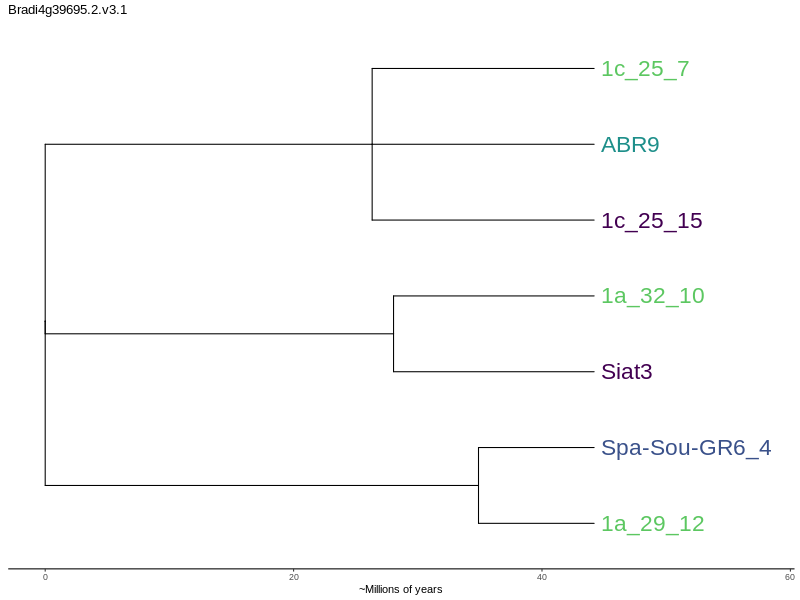 Bradi4g39695.2.v3.1
1c_25_7
ABR9
1c_25_15
1a_32_10
Siat3
Spa-Sou-GR6_4
1a_29_12
0 20 40 60
~Millions of years